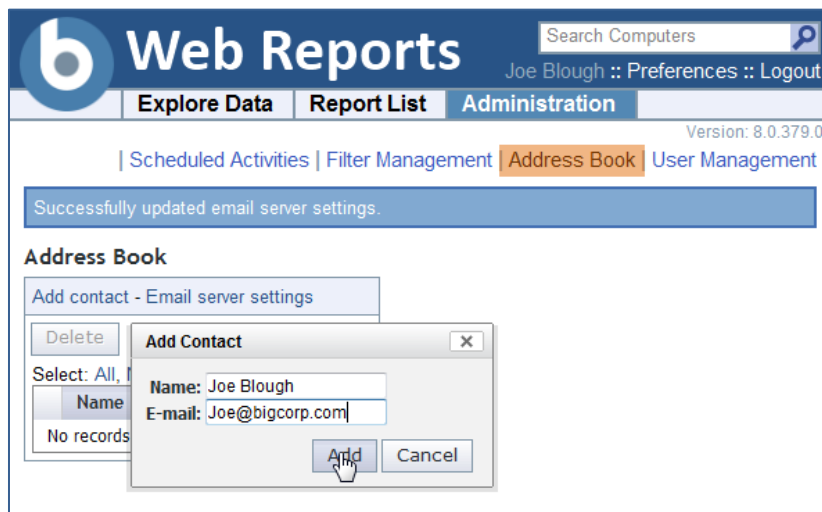 b Web Reports
Search Computers
Joe Blough :: Preferences :: Logout
Explore Data Report List Administration
Version: 8.0.379.0
| Scheduled Activities | Filter Management | Address Book | User Management
Successfully updated email server settings.
Address Book
Add contact - Email server settings
Delete
Select: All,
Name
No records
Add Contact
Name: Joe Blough
E-mail: Joe@bigcorp.com
Add Cancel